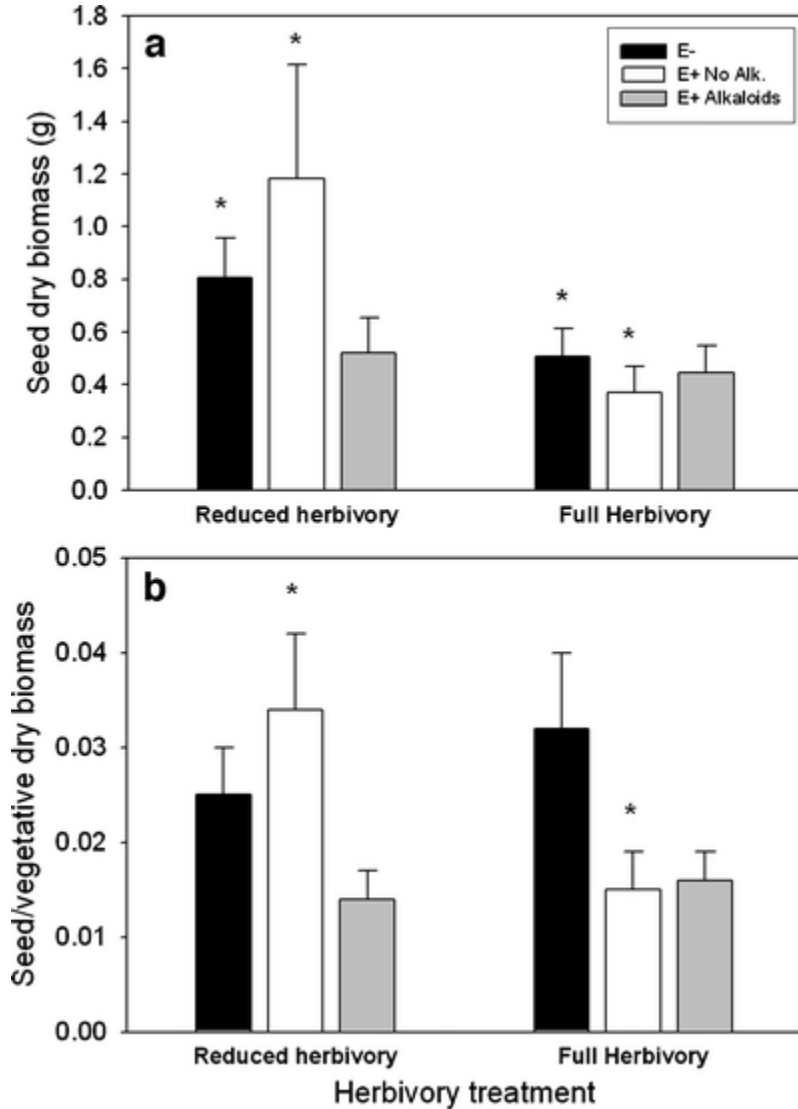 a
E-
E+ No Alk.
E+ Alkaloids
Seed dry biomass (g)
1.8
1.6
1.4
1.2
1.0
0.8
0.6
0.4
0.2
0.0
*
*
*
*
Reduced herbivory
Full Herbivory
b
Seed/vegetative dry biomass
0.05
0.04
0.03
0.02
0.01
0.00
*
*
Reduced herbivory
Full Herbivory
Herbivory treatment